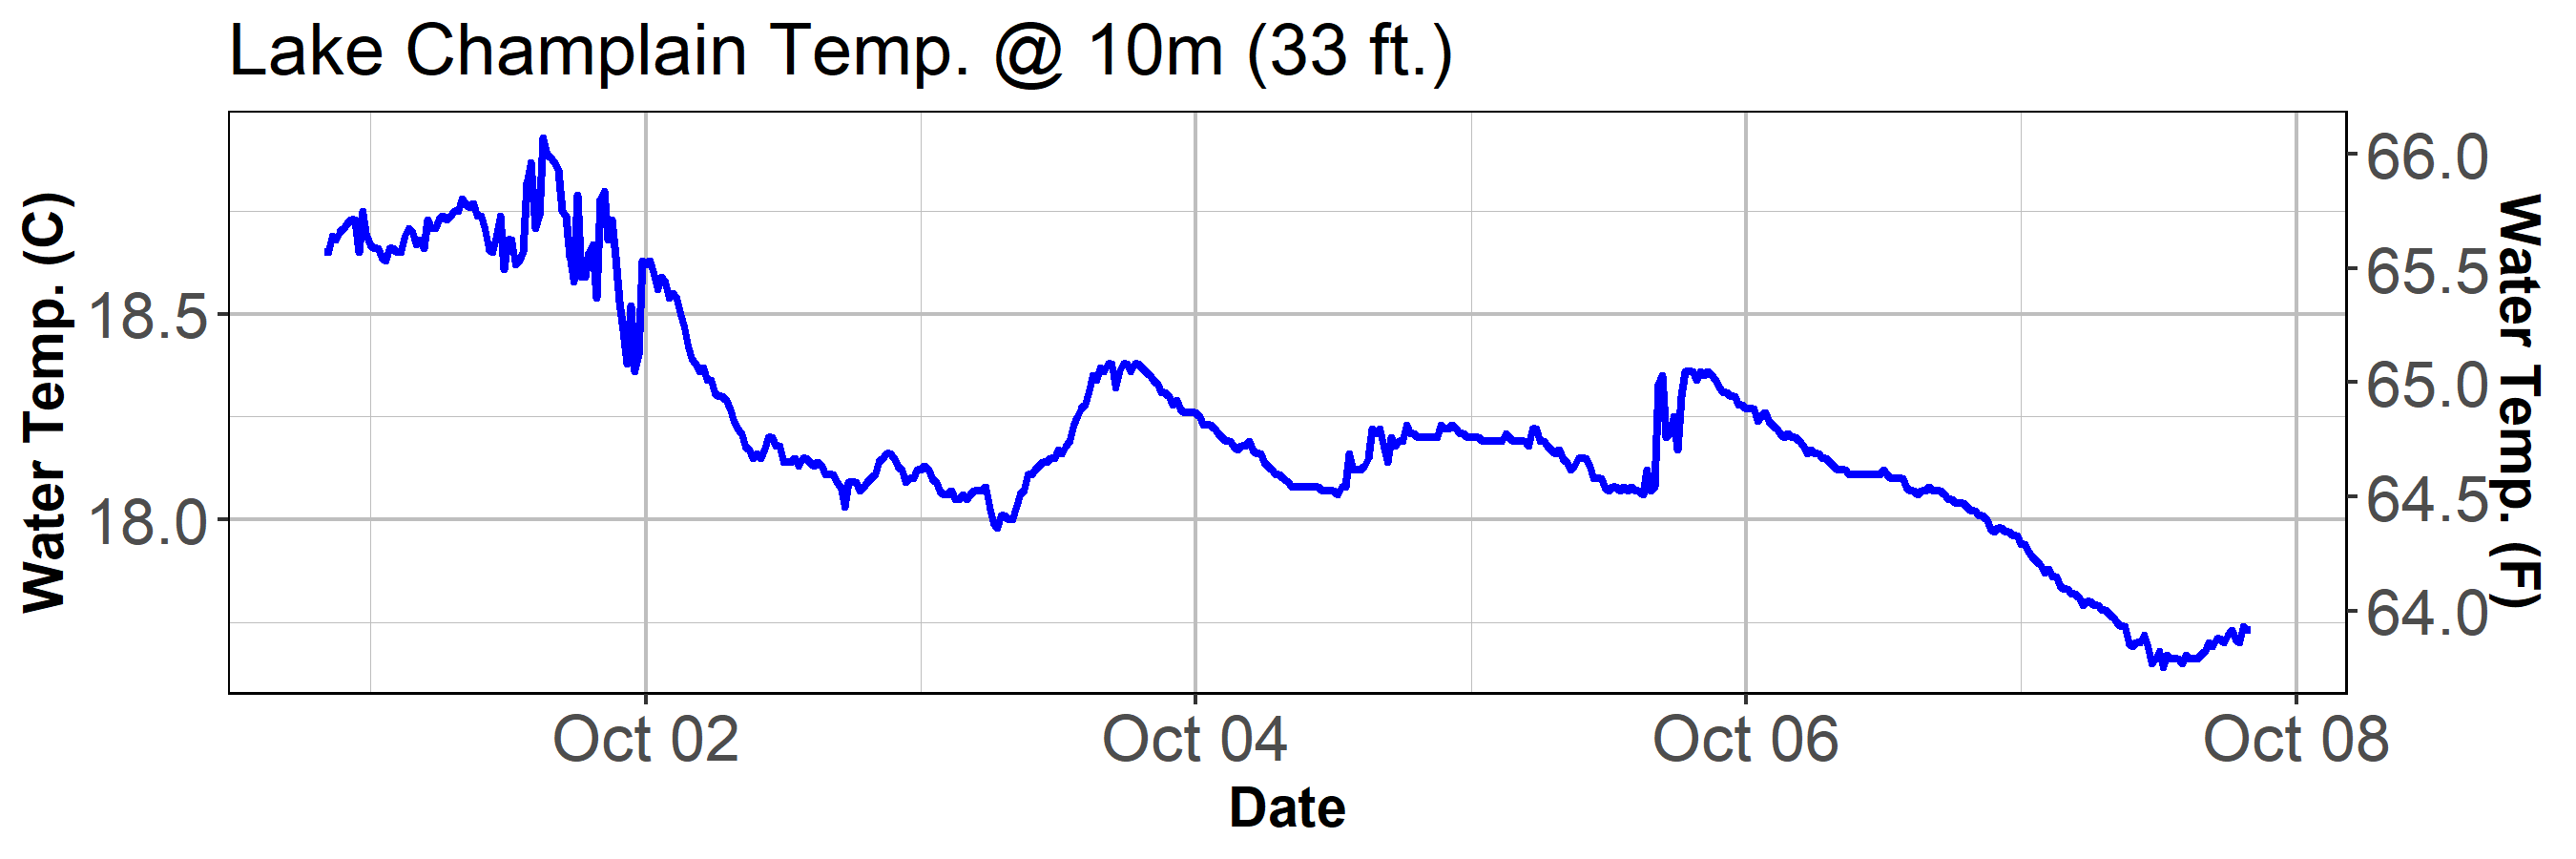 Lake Champlain Temp. @ 10m (33 ft.)
Water Temp. (C)
18.5
18.0
66.0
65.5
65.0
64.5
64.0
Water Temp. (F)
Oct 02
Oct 04
Oct 06
Oct 08
Date